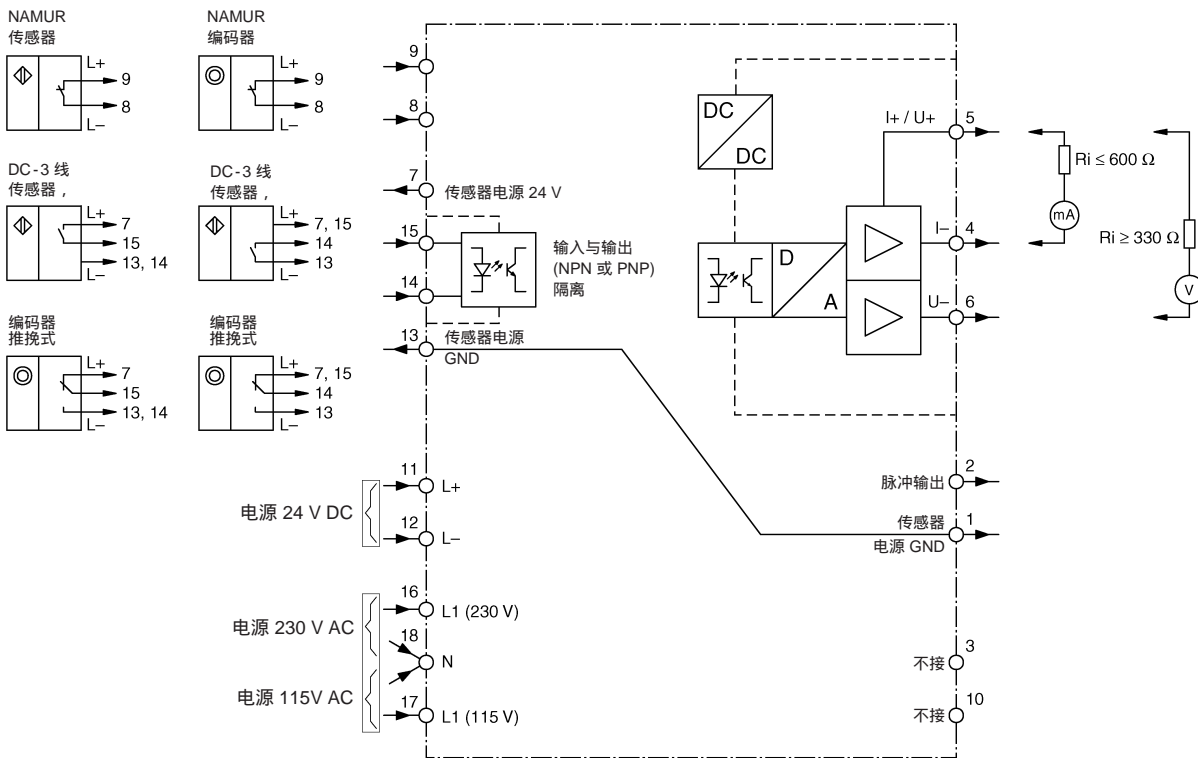 NAMUR
传感器
L+
9
8
L–
NAMUR
编码器
L+
9
8
L–
DC-3 线
传感器 ,
L+
7
15
13, 14
L–
DC-3 线
传感器 ,
L+
7, 15
14
13
L–
编码器
推挽式
L+
7
15
13, 14
L–
编码器
推挽式
L+
7, 15
14
13
L–
9
8
7
传感器电源 24 V
15
14
输入与输出
(NPN 或 PNP)
隔离
13
传感器电源
GND
DC
DC
D
A
I+ / U+
5
I–
4
U–
6
Ri ≤ 600 Ω
mA
Ri ≥ 330 Ω
V
电源 24 V DC
11
L+
12
L–
脉冲输出
2
传感器
1
电源 GND
电源 230 V AC
16
L1 (230 V)
18
N
电源 115V AC
17
L1 (115 V)
不接
3
不接
10